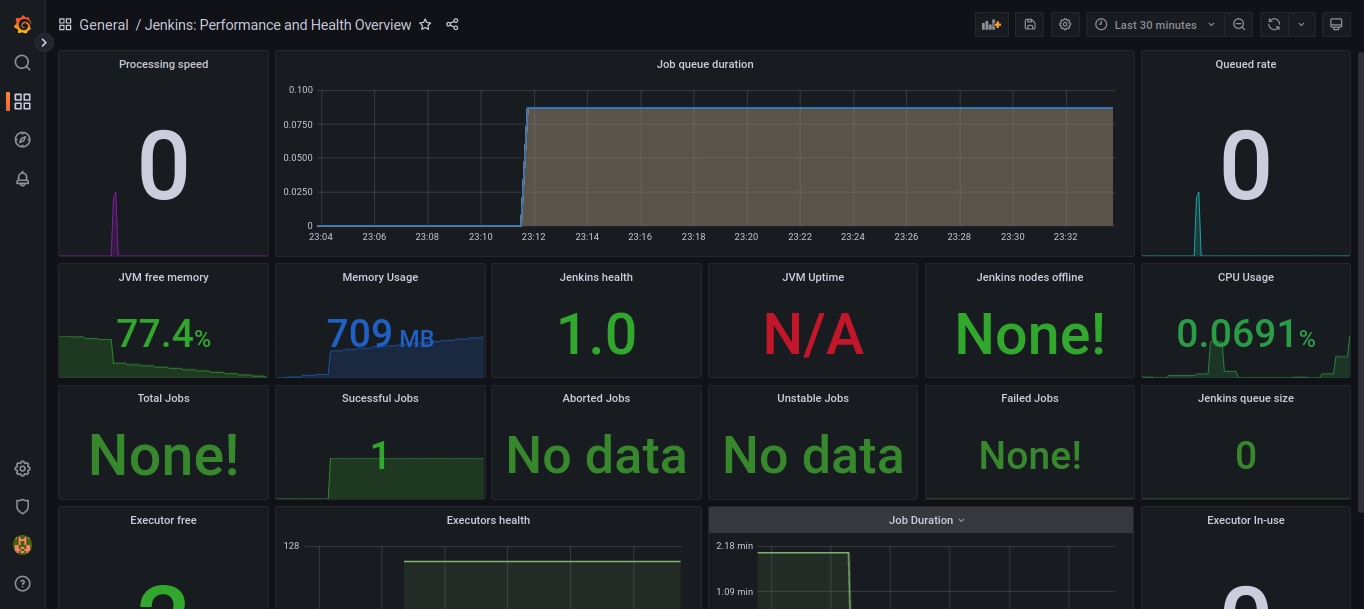 General / Jenkins: Performance and Health Overview
Last 30 minutes
Processing speed
0
Job queue duration
0.100
0.0750
0.0500
0.0250
0
23:04 23:06 23:08 23:10 23:12 23:14 23:16 23:18 23:20 23:22 23:24 23:26 23:28 23:30 23:32
Queued rate
0
JVM free memory
77.4%
Memory Usage
709 MB
Jenkins health
1.0
JVM Uptime
N/A
Jenkins nodes offline
None!
CPU Usage
0.0691%
Total Jobs
None!
Sucessful Jobs
1
Aborted Jobs
No data
Unstable Jobs
No data
Failed Jobs
None!
Jenkins queue size
0
Executor free
Executors health
128
Job Duration
2.18 min
1.09 min
Executor In-use
0